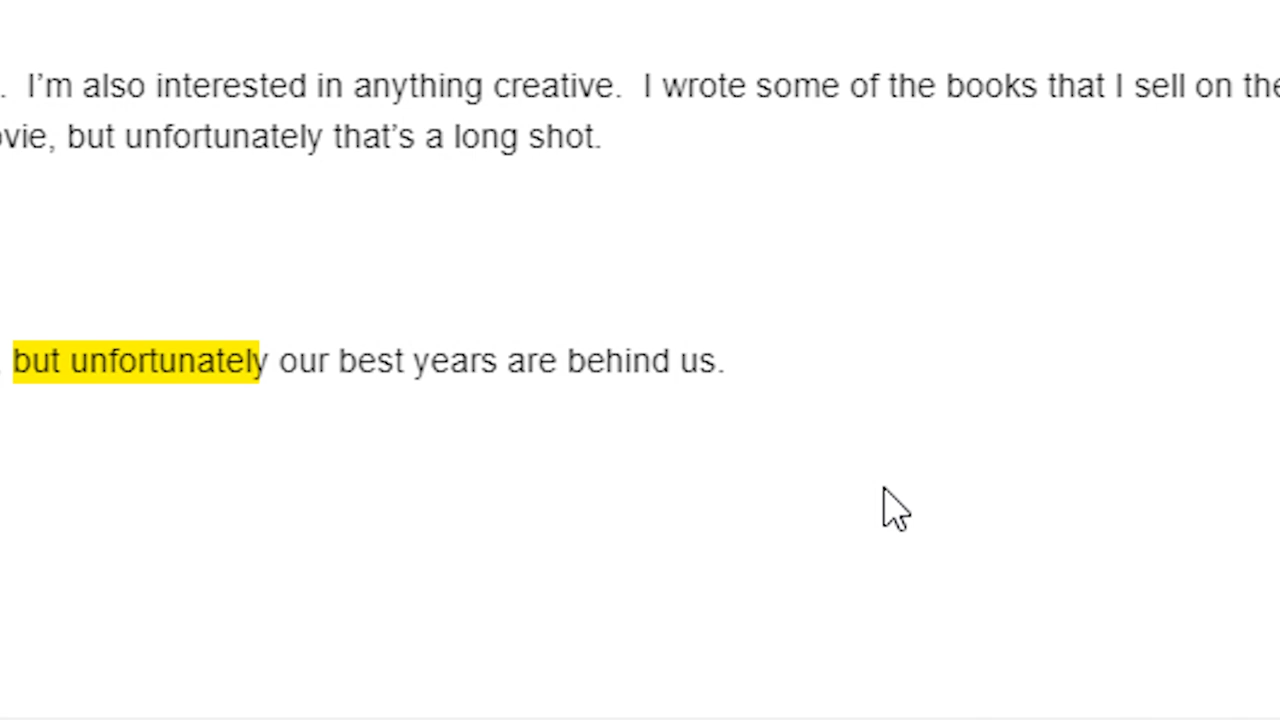 . I’m also interested in anything creative. I wrote some of the books that I sell on the
ovie, but unfortunately that’s a long shot.
but unfortunately our best years are behind us.